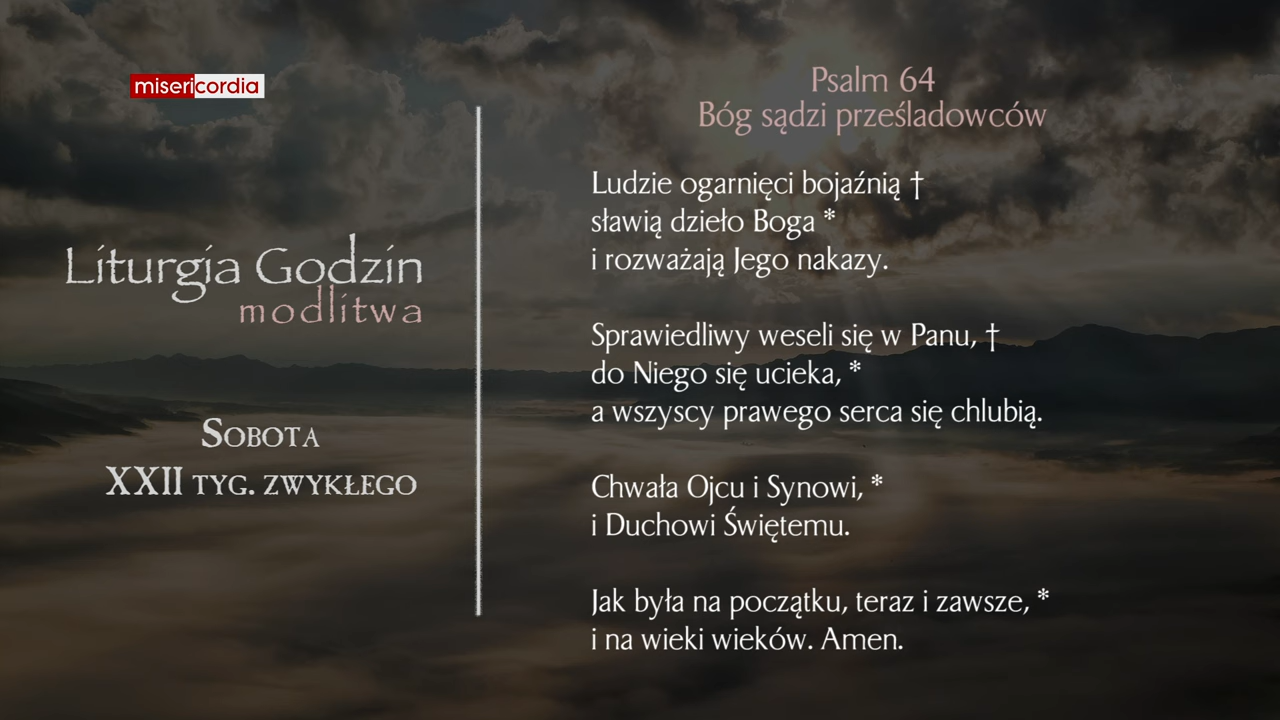 misericordia
Liturgia Godzin
modlitwa
Sobota
XXII tyg. zwykłego
Psalm 64
Bóg sądzi prześladowców
Ludzie ogarnięci bojaźnią †
sławią dzieło Boga *
i rozważają Jego nakazy.
Sprawiedliwy weseli się w Panu, †
do Niego się ucieka, *
a wszyscy prawego serca się chlubią.
Chwała Ojcu i Synowi, *
i Duchowi Świętemu.
Jak była na początku, teraz i zawsze, *
i na wieki wieków. Amen.